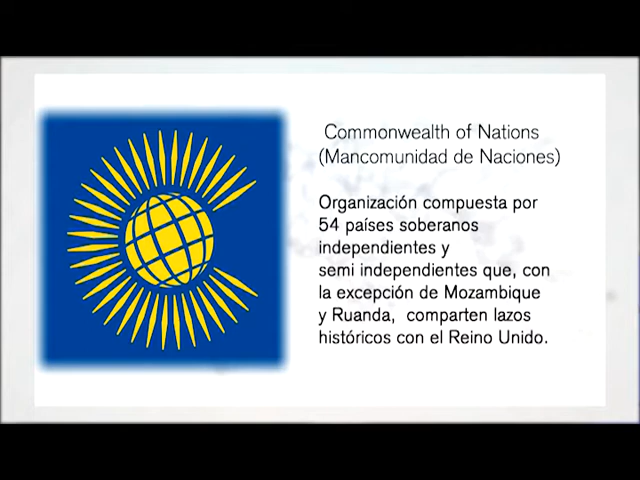 Commonwealth of Nations
(Mancomunidad de Naciones)
Organización compuesta por
54 países soberanos
independientes y
semi independientes que, con
la excepción de Mozambique
y Ruanda, comparten lazos
históricos con el Reino Unido.